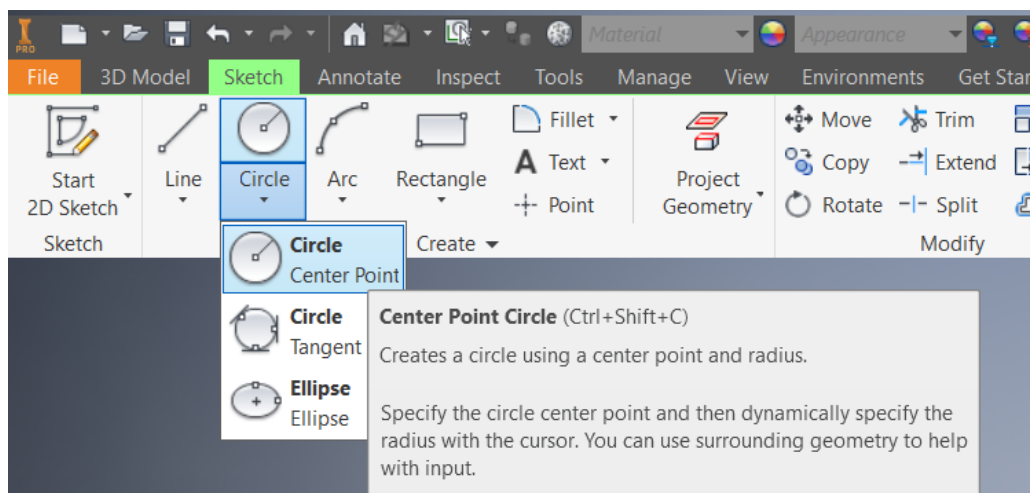 PRO
Material
Appearance
File 3D Model Sketch Annotate Inspect Tools Manage View Environments Get Star
Start
2D Sketch
Line
Circle
Arc
Rectangle
Fillet
Text
Point
Project
Geometry
Move
Trim
Copy
Extend
Rotate
Split
Sketch
Create
Modify
Circle
Center Point
Circle
Tangent
Ellipse
Ellipse
Center Point Circle (Ctrl+Shift+C)
Creates a circle using a center point and radius.
Specify the circle center point and then dynamically specify the
radius with the cursor. You can use surrounding geometry to help
with input.